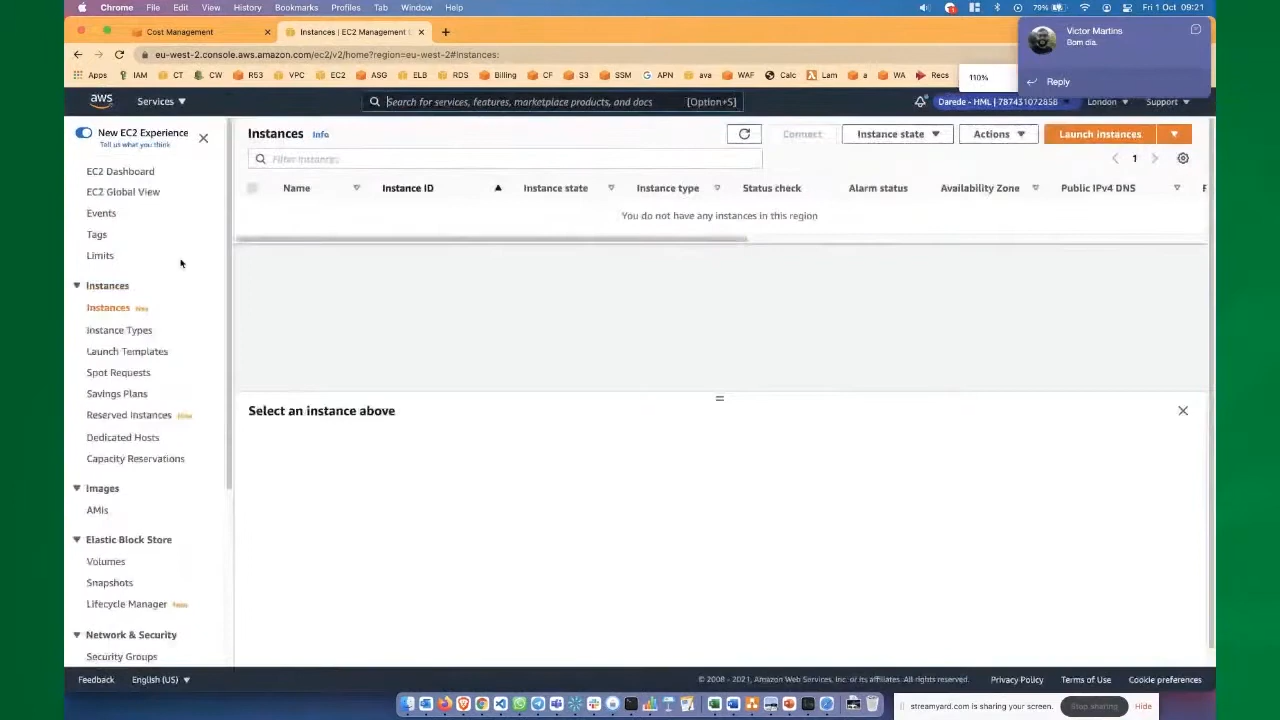 Chrome File Edit View History Bookmarks Profiles Tab Window Help 79% Fri 1 Oct 09:21
Cost Management Instances | EC2 Management
eu-west-2.console.aws.amazon.com/ec2/v2/home?region=eu-west-2#Instances:
Victor Martins
Bom dia.
Reply
Apps IAM CT CW R53 VPC EC2 ASG ELB RDS Billing CF S3 SSM APN ava WAF Calc Lam a WA Recs
110%
aws Services Search for services, features, marketplace products, and docs [Option+S] Darede - HML | 787431072858 London Support
New EC2 Experience
Tell us what you think
Instances Info Connect Instance state Actions Launch instances
Filter instances
1
Name Instance ID Instance state Instance type Status check Alarm status Availability Zone Public IPv4 DNS
You do not have any instances in this region
EC2 Dashboard
EC2 Global View
Events
Tags
Limits
Instances
Instances New
Instance Types
Launch Templates
Spot Requests
Savings Plans
Reserved Instances New
Dedicated Hosts
Capacity Reservations
Images
AMIs
Elastic Block Store
Volumes
Snapshots
Lifecycle Manager New
Network & Security
Security Groups
Select an instance above
Feedback English (US) © 2008 - 2021, Amazon Web Services, Inc. or its affiliates. All rights reserved. Privacy Policy Terms of Use Cookie preferences
streamyard.com is sharing your screen. Stop sharing Hide